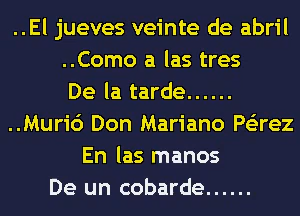 ..El jueves veinte de abril
..Como a las tres
De la tarde......
..Murió Don Mariano Pérez
En las manos
De un cobarde......